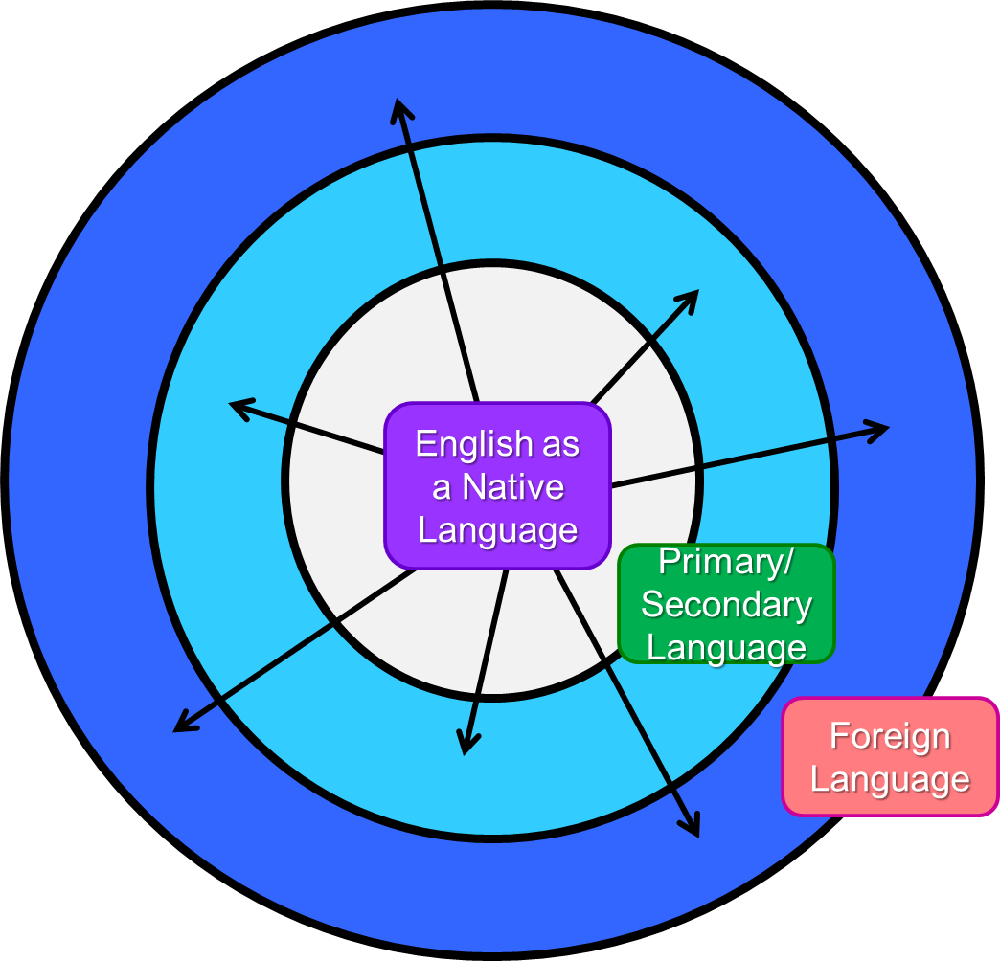 English as
a Native
Language
Primary/
Secondary
Language
Foreign
Language